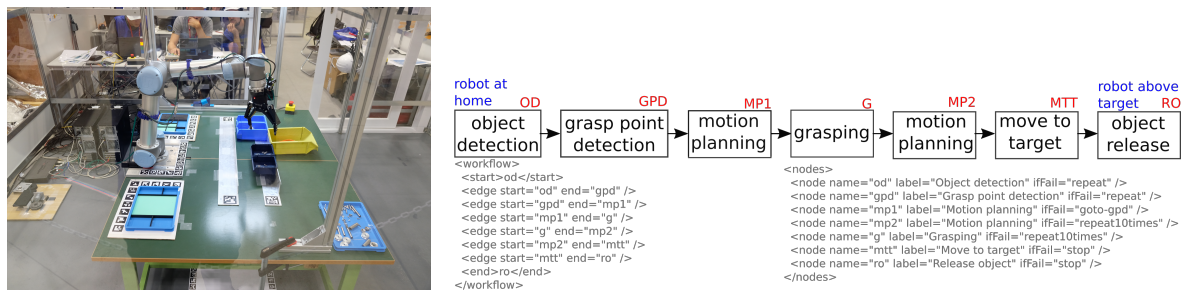 robot at
home
OD
GPD
MP1
G
MP2
MTT
robot above
target
RO
object
detection
grasp point
detection
motion
planning
grasping
motion
planning
move to
target
object
release
<workflow>
<start>od</start>
<edge start="od" end="gpd" />
<edge start="gpd" end="mp1" />
<edge start="mp1" end="g" />
<edge start="g" end="mp2" />
<edge start="mp2" end="mtt" />
<edge start="mtt" end="ro" />
<end>ro</end>
</workflow>
<nodes>
<node name="od" label="Object detection" ifFail="repeat" />
<node name="gpd" label="Grasp point detection" ifFail="repeat" />
<node name="mp1" label="Motion planning" ifFail="goto-gpd" />
<node name="mp2" label="Motion planning" ifFail="repeat10times" />
<node name="g" label="Grasping" ifFail="repeat10times" />
<node name="mtt" label="Move to target" ifFail="stop" />
<node name="ro" label="Release object" ifFail="stop" />
</nodes>